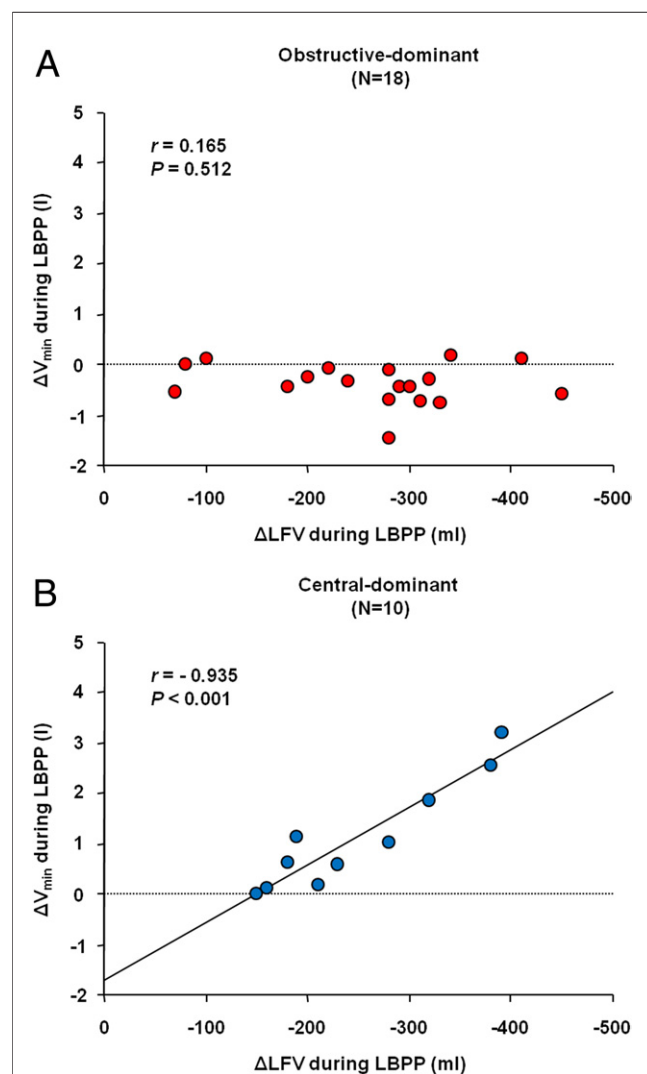 A
Obstructive-dominant
(N=18)
r = 0.165
P = 0.512
5
4
3
2
1
0
-1
-2
ΔVmin during LBPP (l)
0 -100 -200 -300 -400 -500
ΔLFV during LBPP (ml)
B
Central-dominant
(N=10)
r = - 0.935
P < 0.001
5
4
3
2
1
0
-1
-2
ΔVmin during LBPP (l)
0 -100 -200 -300 -400 -500
ΔLFV during LBPP (ml)